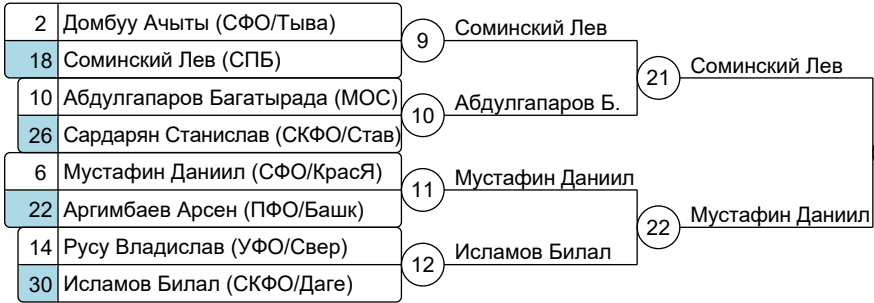 2 Домбуу Ачыты (СФО/Тыва)
18 Соминский Лев (СПБ)
9 Соминский Лев
10 Абдулгапаров Багатырада (МОС)
26 Сардарян Станислав (СКФО/Став)
10 Абдулгапаров Б.
21 Соминский Лев
6 Мустафин Даниил (СФО/КрасЯ)
22 Аргимбаев Арсен (ПФО/Башк)
11 Мустафин Даниил
14 Русу Владислав (УФО/Свер)
30 Исламов Билал (СКФО/Даге)
12 Исламов Билал
22 Мустафин Даниил